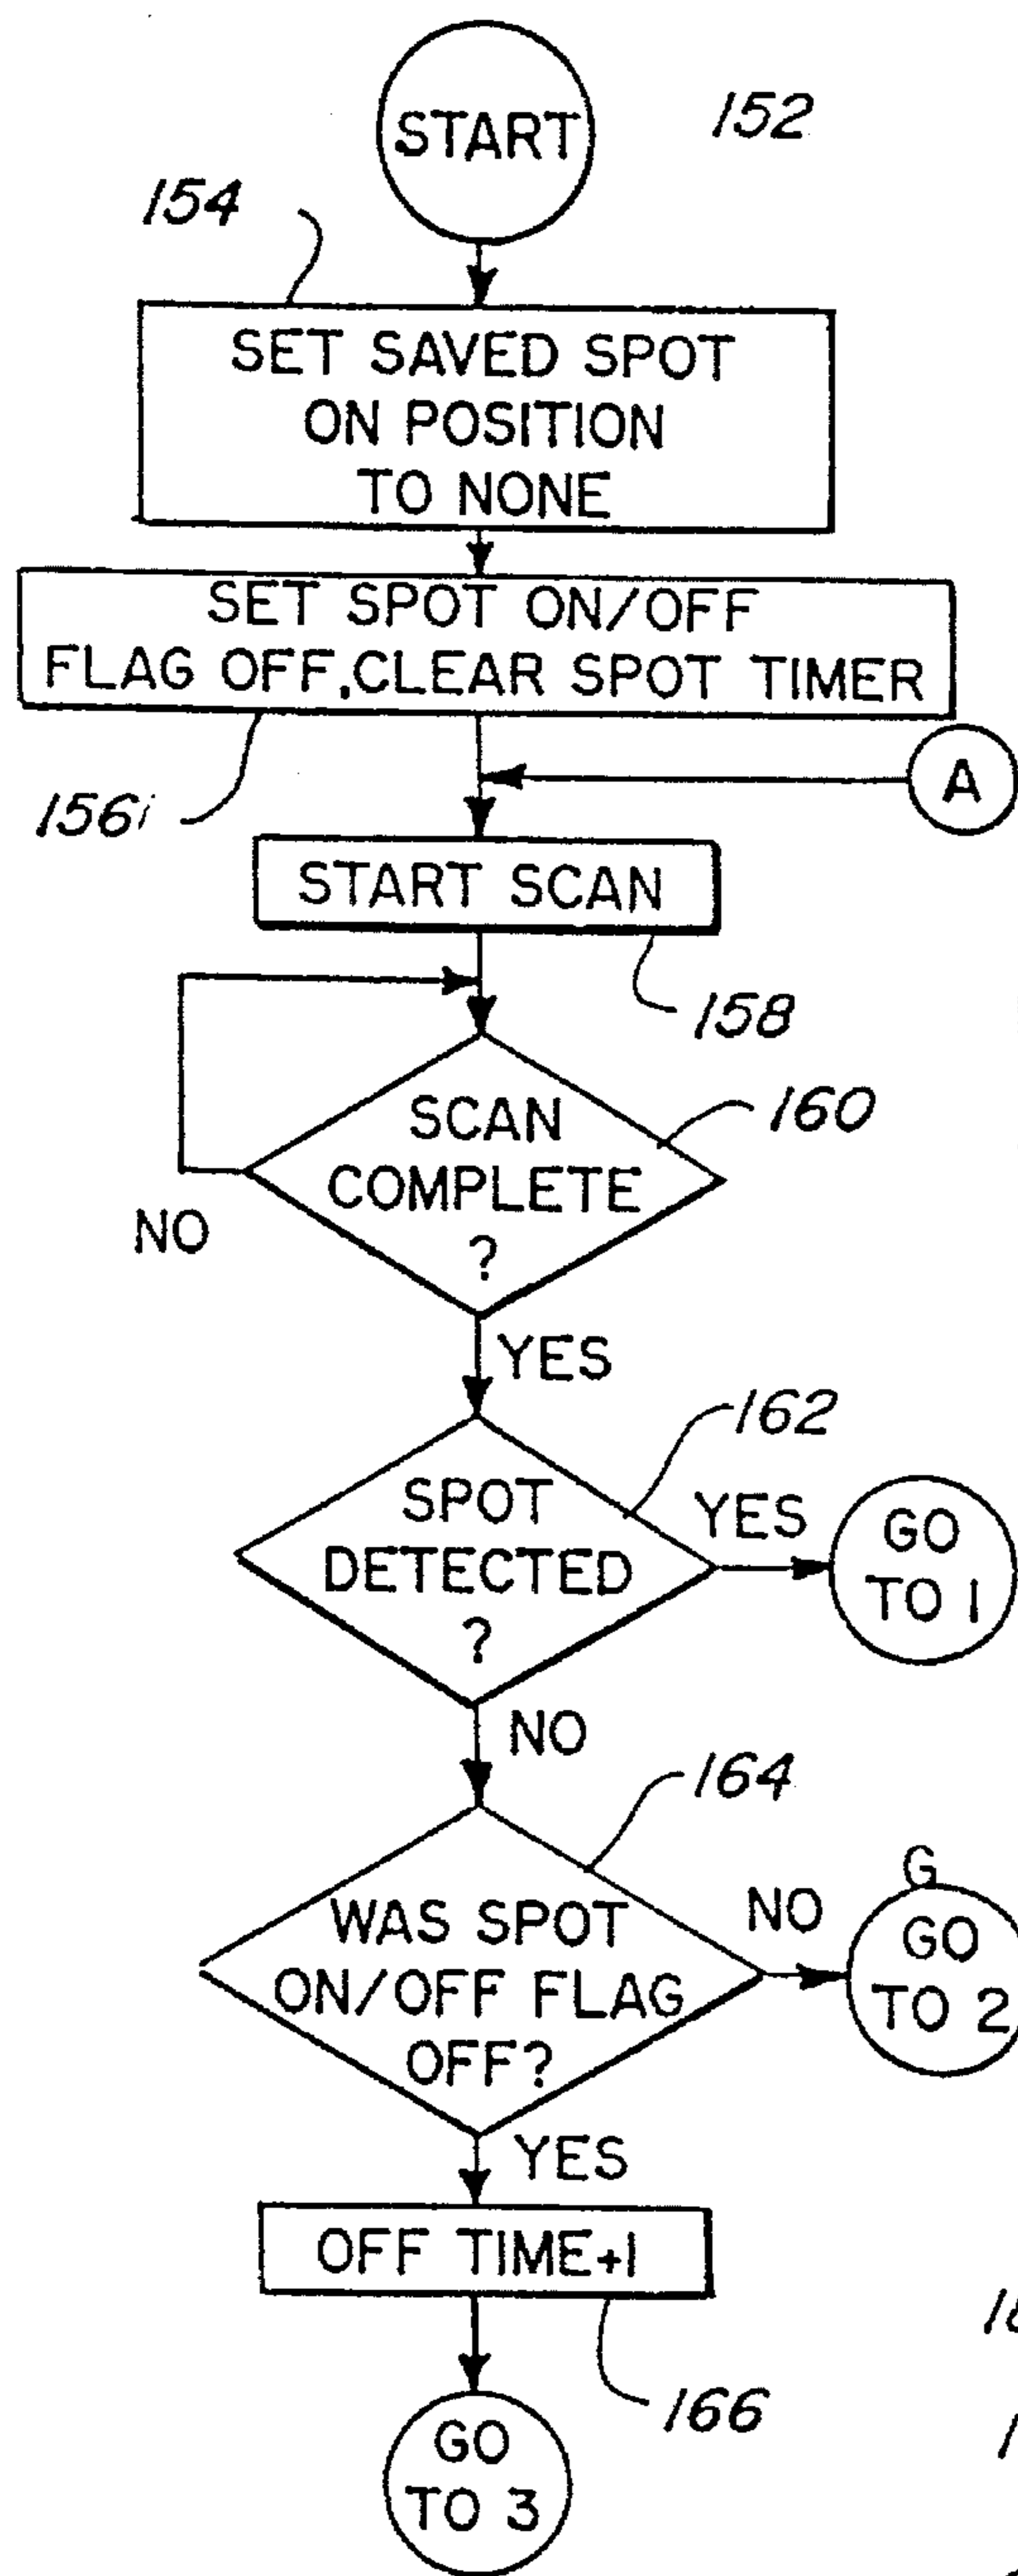 START
152
154
SET SAVED SPOT
ON POSITION
TO NONE
SET SPOT ON/OFF
FLAG OFF,CLEAR SPOT TIMER
156i
A
START SCAN
158
SCAN
COMPLETE
?
160
NO
YES
162
SPOT
DETECTED
?
YES
GO
TO 1
NO
164
WAS SPOT
ON/OFF FLAG
OFF?
NO
G
GO
TO 2
YES
OFF TIME+1
166
GO
TO 3